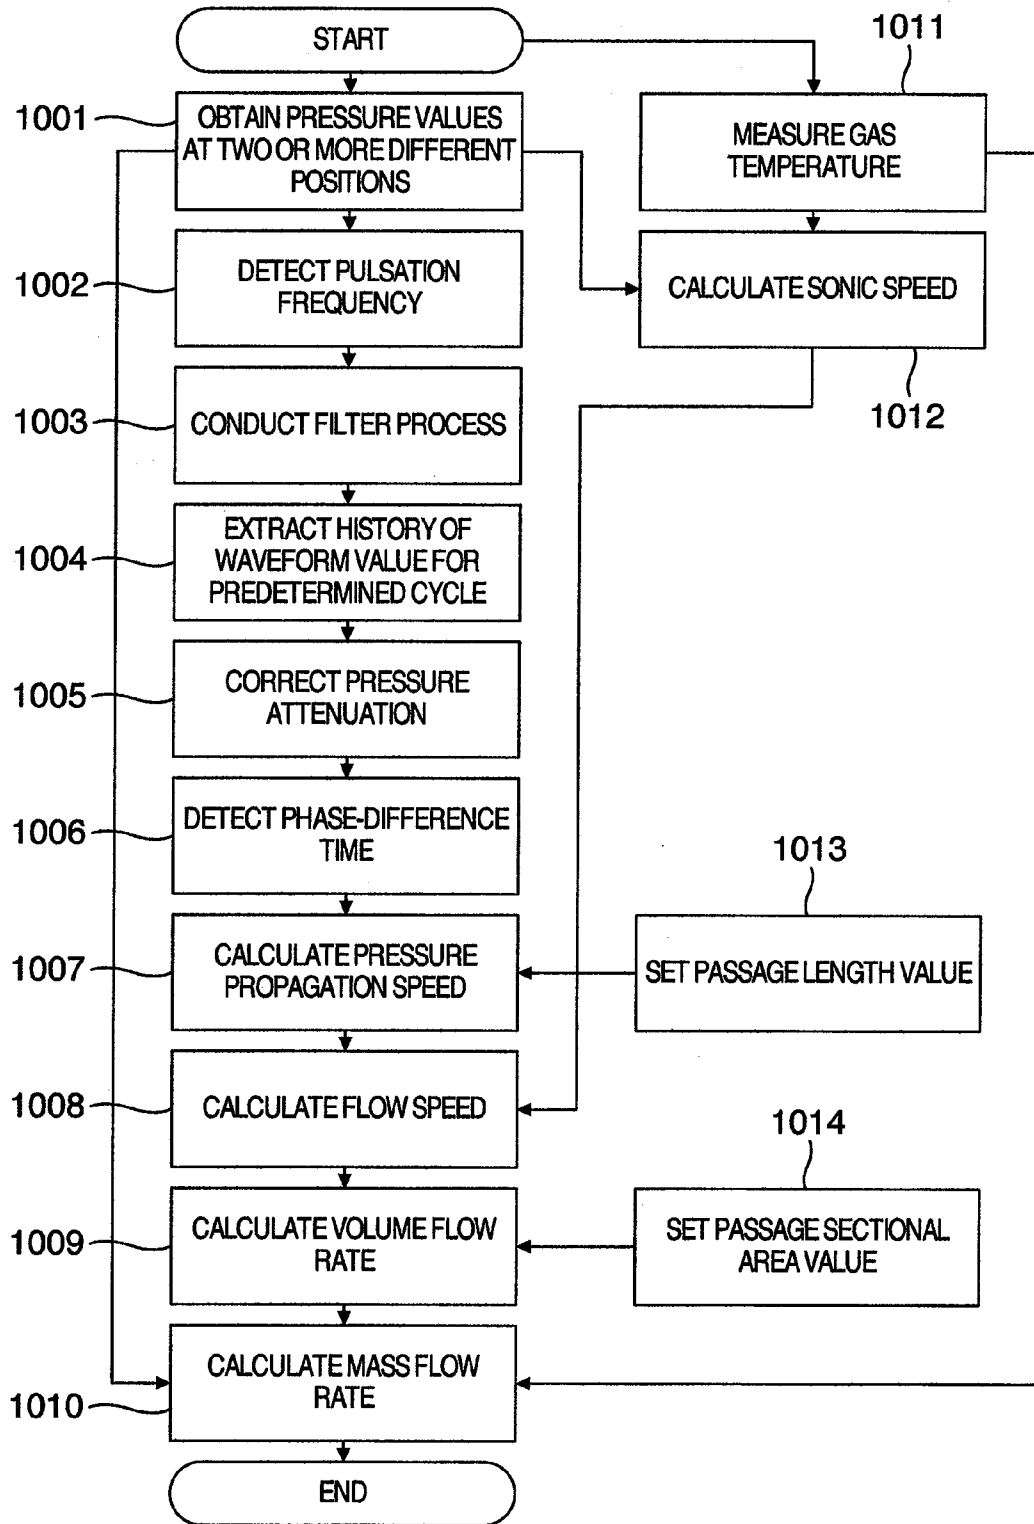 START
1011
1001
OBTAIN PRESSURE VALUES
AT TWO OR MORE DIFFERENT
POSITIONS
MEASURE GAS
TEMPERATURE
1002
DETECT PULSATION
FREQUENCY
CALCULATE SONIC SPEED
1012
1003
CONDUCT FILTER PROCESS
1004
EXTRACT HISTORY OF
WAVEFORM VALUE FOR
PREDETERMINED CYCLE
1005
CORRECT PRESSURE
ATTENUATION
1006
DETECT PHASE-DIFFERENCE
TIME
1013
1007
CALCULATE PRESSURE
PROPAGATION SPEED
SET PASSAGE LENGTH VALUE
1008
CALCULATE FLOW SPEED
1014
1009
CALCULATE VOLUME FLOW
RATE
SET PASSAGE SECTIONAL
AREA VALUE
1010
CALCULATE MASS FLOW
RATE
END